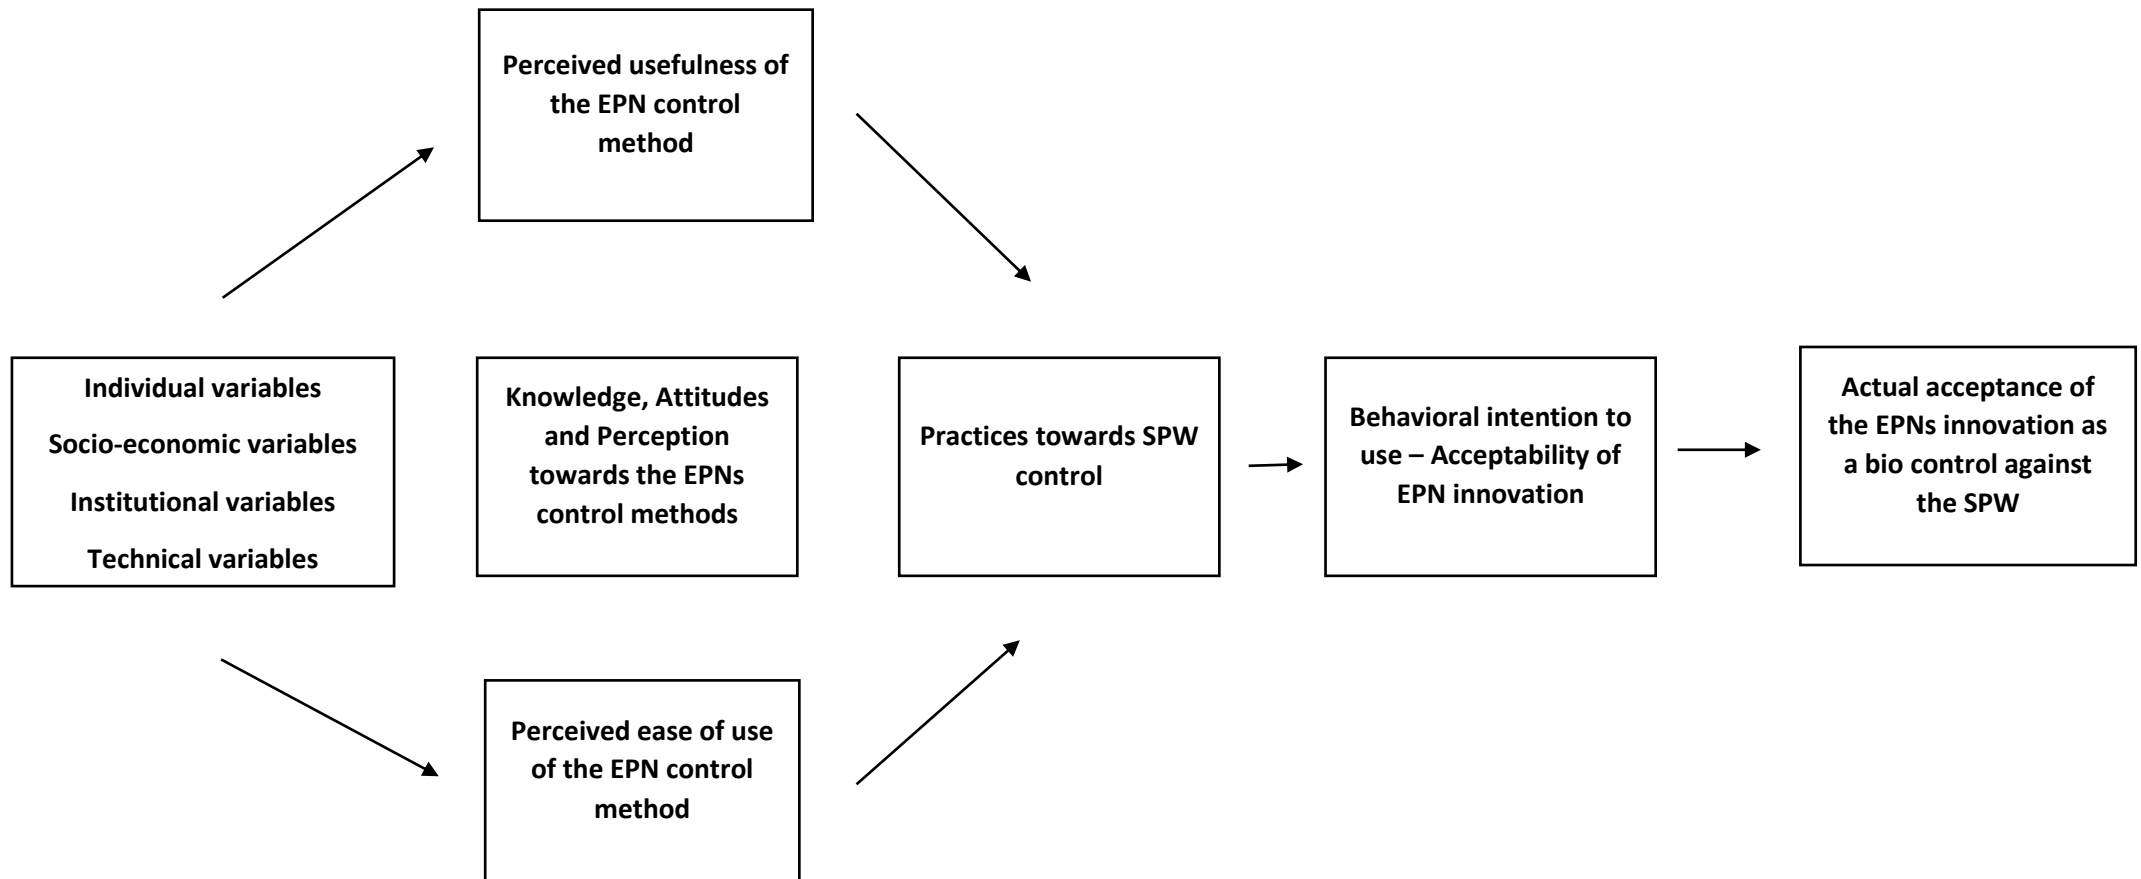 Perceived usefulness of
the EPN control
method
Individual variables
Socio-economic variables
Institutional variables
Technical variables
Knowledge, Attitudes
and Perception
towards the EPNs
control methods
Practices towards SPW
control
Behavioral intention to
use – Acceptability of
EPN innovation
Actual acceptance of
the EPNs innovation as
a bio control against
the SPW
Perceived ease of use
of the EPN control
method